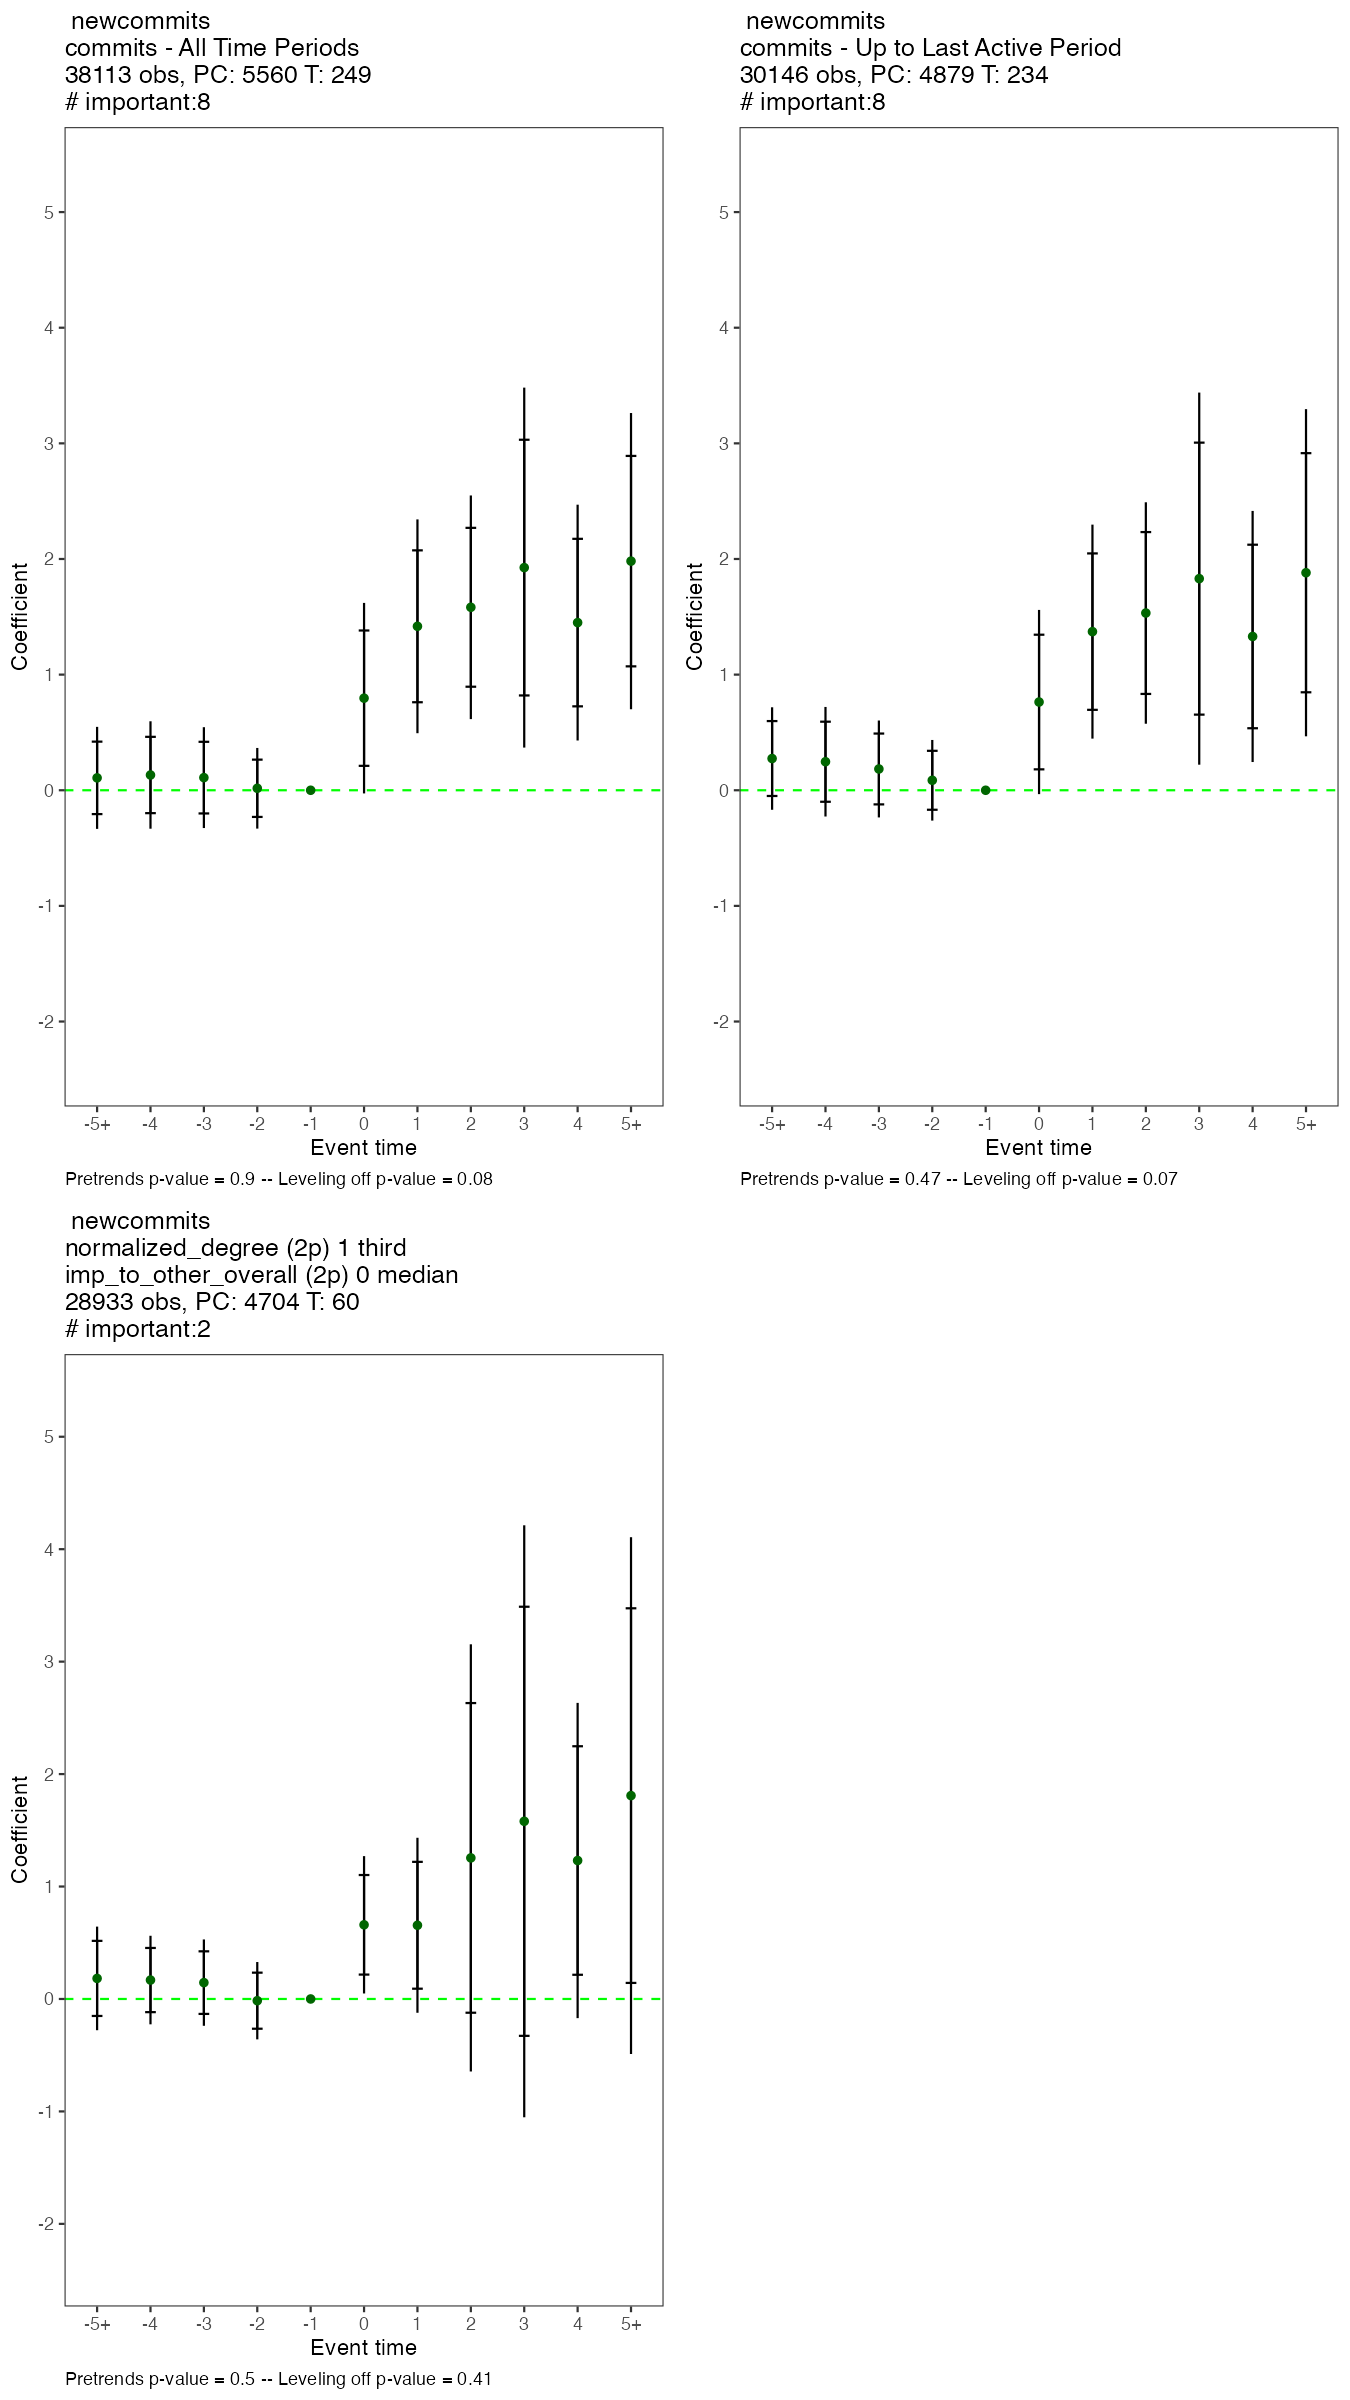 newcommits
commits - All Time Periods
38113 obs, PC: 5560 T: 249
# important:8
5
4
3
2
1
0
-1
-2
Coefficient
-5+ -4 -3 -2 -1 0 1 2 3 4 5+
Event time
Pretrends p-value = 0.9 -- Leveling off p-value = 0.08
newcommits
commits - Up to Last Active Period
30146 obs, PC: 4879 T: 234
# important:8
5
4
3
2
1
0
-1
-2
Coefficient
-5+ -4 -3 -2 -1 0 1 2 3 4 5+
Event time
Pretrends p-value = 0.47 -- Leveling off p-value = 0.07
newcommits
normalized_degree (2p) 1 third
imp_to_other_overall (2p) 0 median
28933 obs, PC: 4704 T: 60
# important:2
5
4
3
2
1
0
-1
-2
Coefficient
-5+ -4 -3 -2 -1 0 1 2 3 4 5+
Event time
Pretrends p-value = 0.5 -- Leveling off p-value = 0.41